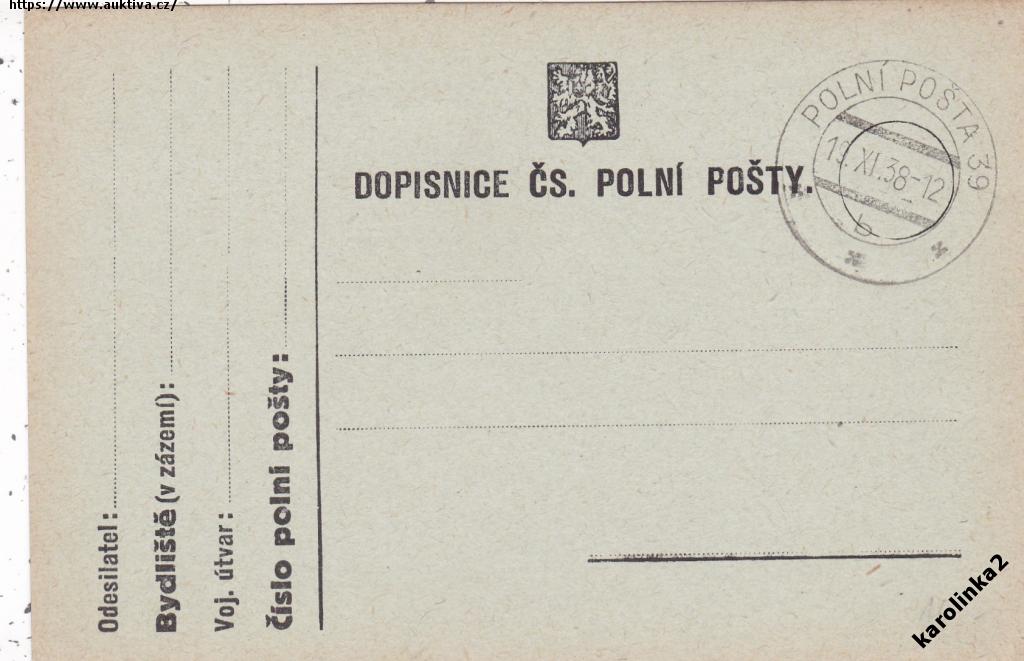 https://www.auktiva.cz/
DOPISNICE ČS. POLNÍ POŠTY.
POLNÍ POŠTA 39
19. XI.38-12
b
Odesilatel:
Bydliště (v zázemí):
Voj. útvar:
Číslo polní pošty:
karolinka2